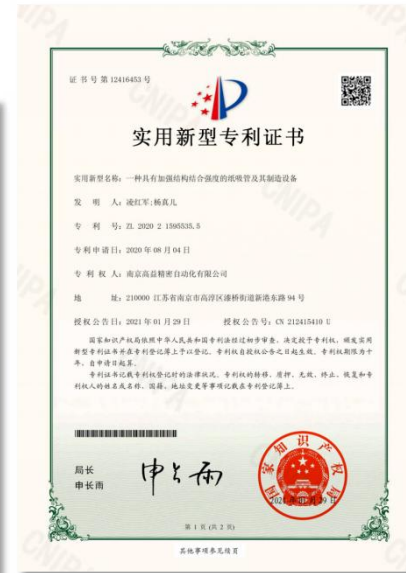 证书号第12416453号
实用新型专利证书
实用新型名称：一种具有加强结构结合强度的纸吸管及其制造设备
发 明 人：凌红军;杨真儿
专 利 号：ZL 2020 2 1595535.5
专利申请日：2020年08月04日
专 利 权 人：南京高益精密自动化有限公司
地 址：210000 江苏省南京市高淳区漆桥街道新港东路94号
授权公告日：2021年01月29日 授权公告号：CN 212415410 U
国家知识产权局依照中华人民共和国专利法经过初步审查，决定授予专利权，颁发实用
新型专利证书并在专利登记簿上予以登记。专利权自授权公告之日起生效。专利权期限为十
年，自申请日起算。
专利证书记载专利权登记时的法律状况。专利权的转移、质押、无效、终止、恢复和专
利权人的姓名或名称、国籍、地址变更等事项记载在专利登记簿上。
局长
申长雨
申长雨
2021年01月29日
第 1 页 (共 2 页)
其他事项参见续页
CNIPA